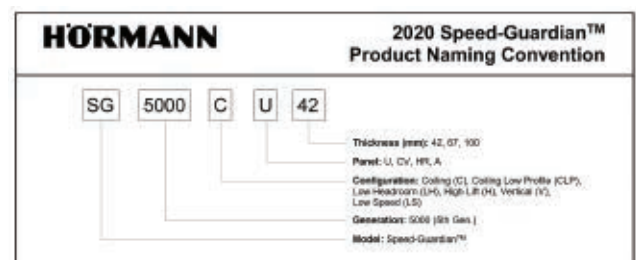 HÖRMANN
2020 Speed-Guardian™
Product Naming Convention
SG 5000 C U 42
Thickness (mm): 42, 67, 100
Panel: U, CV, HR, A
Configuration: Coiling (C), Coiling Low Profile (CLP),
Low Headroom (LH), High Lift (H), Vertical (V),
Low Speed (LS)
Generation: 5000 (5th Gen.)
Model: Speed-Guardian™